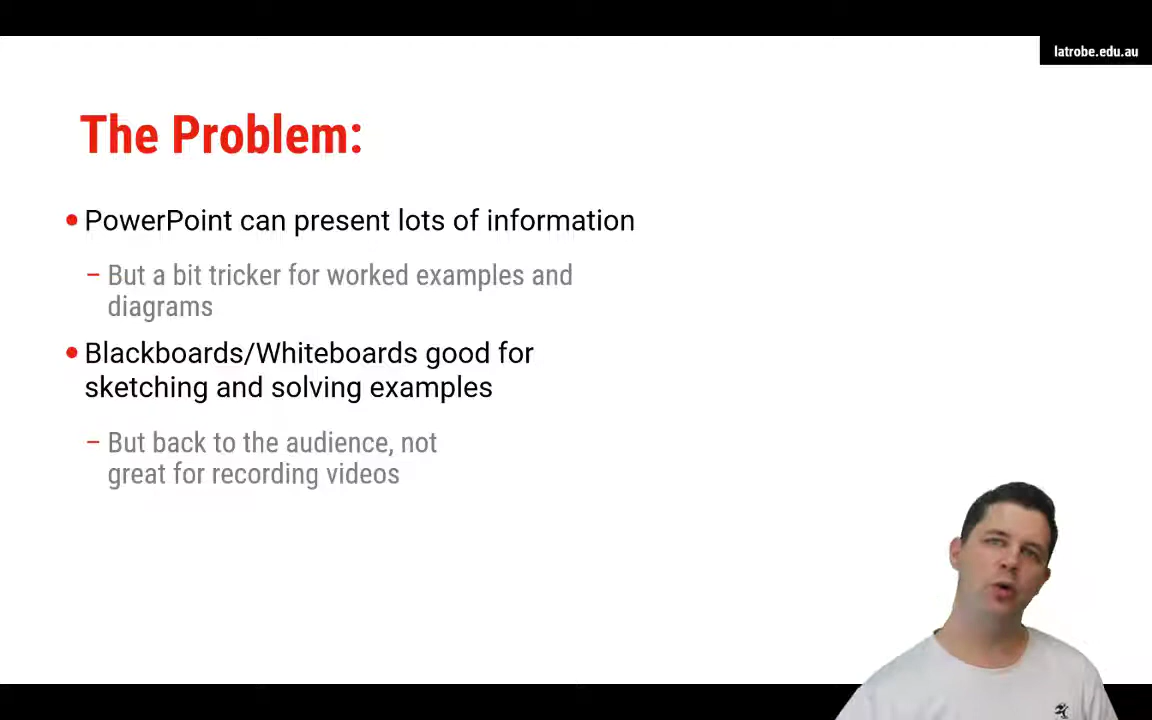 latrobe.edu.au
The Problem:
• PowerPoint can present lots of information
– But a bit tricker for worked examples and
diagrams
• Blackboards/Whiteboards good for
sketching and solving examples
– But back to the audience, not
great for recording videos